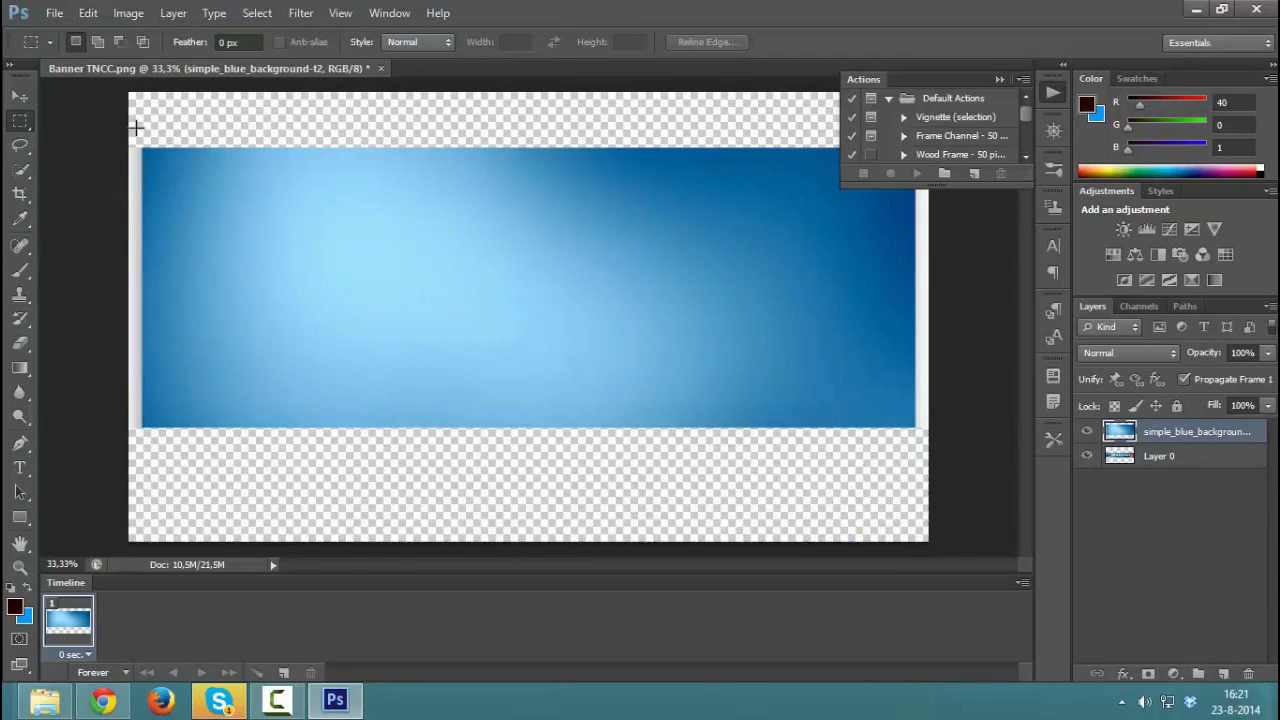 Ps File Edit Image Layer Type Select Filter View Window Help
Feather: 0 px Anti-alias Style: Normal Width: Height: Refine Edge... Essentials
Banner TNCC.png @ 33,3% (simple_blue_background-t2, RGB/8) * ×
Actions
Default Actions
Vignette (selection)
Frame Channel - 50 ...
Wood Frame - 50 pi...
Color Swatches
R 40
G 0
B 1
Adjustments Styles
Add an adjustment
Layers Channels Paths
Kind
Normal Opacity: 100%
Unify: Propagate Frame 1
Lock: Fill: 100%
simple_blue_backgroun...
Layer 0
33,33% Doc: 10,5M/21,5M
Timeline
1
0 sec.
Forever
Ps
16:21
23-8-2014